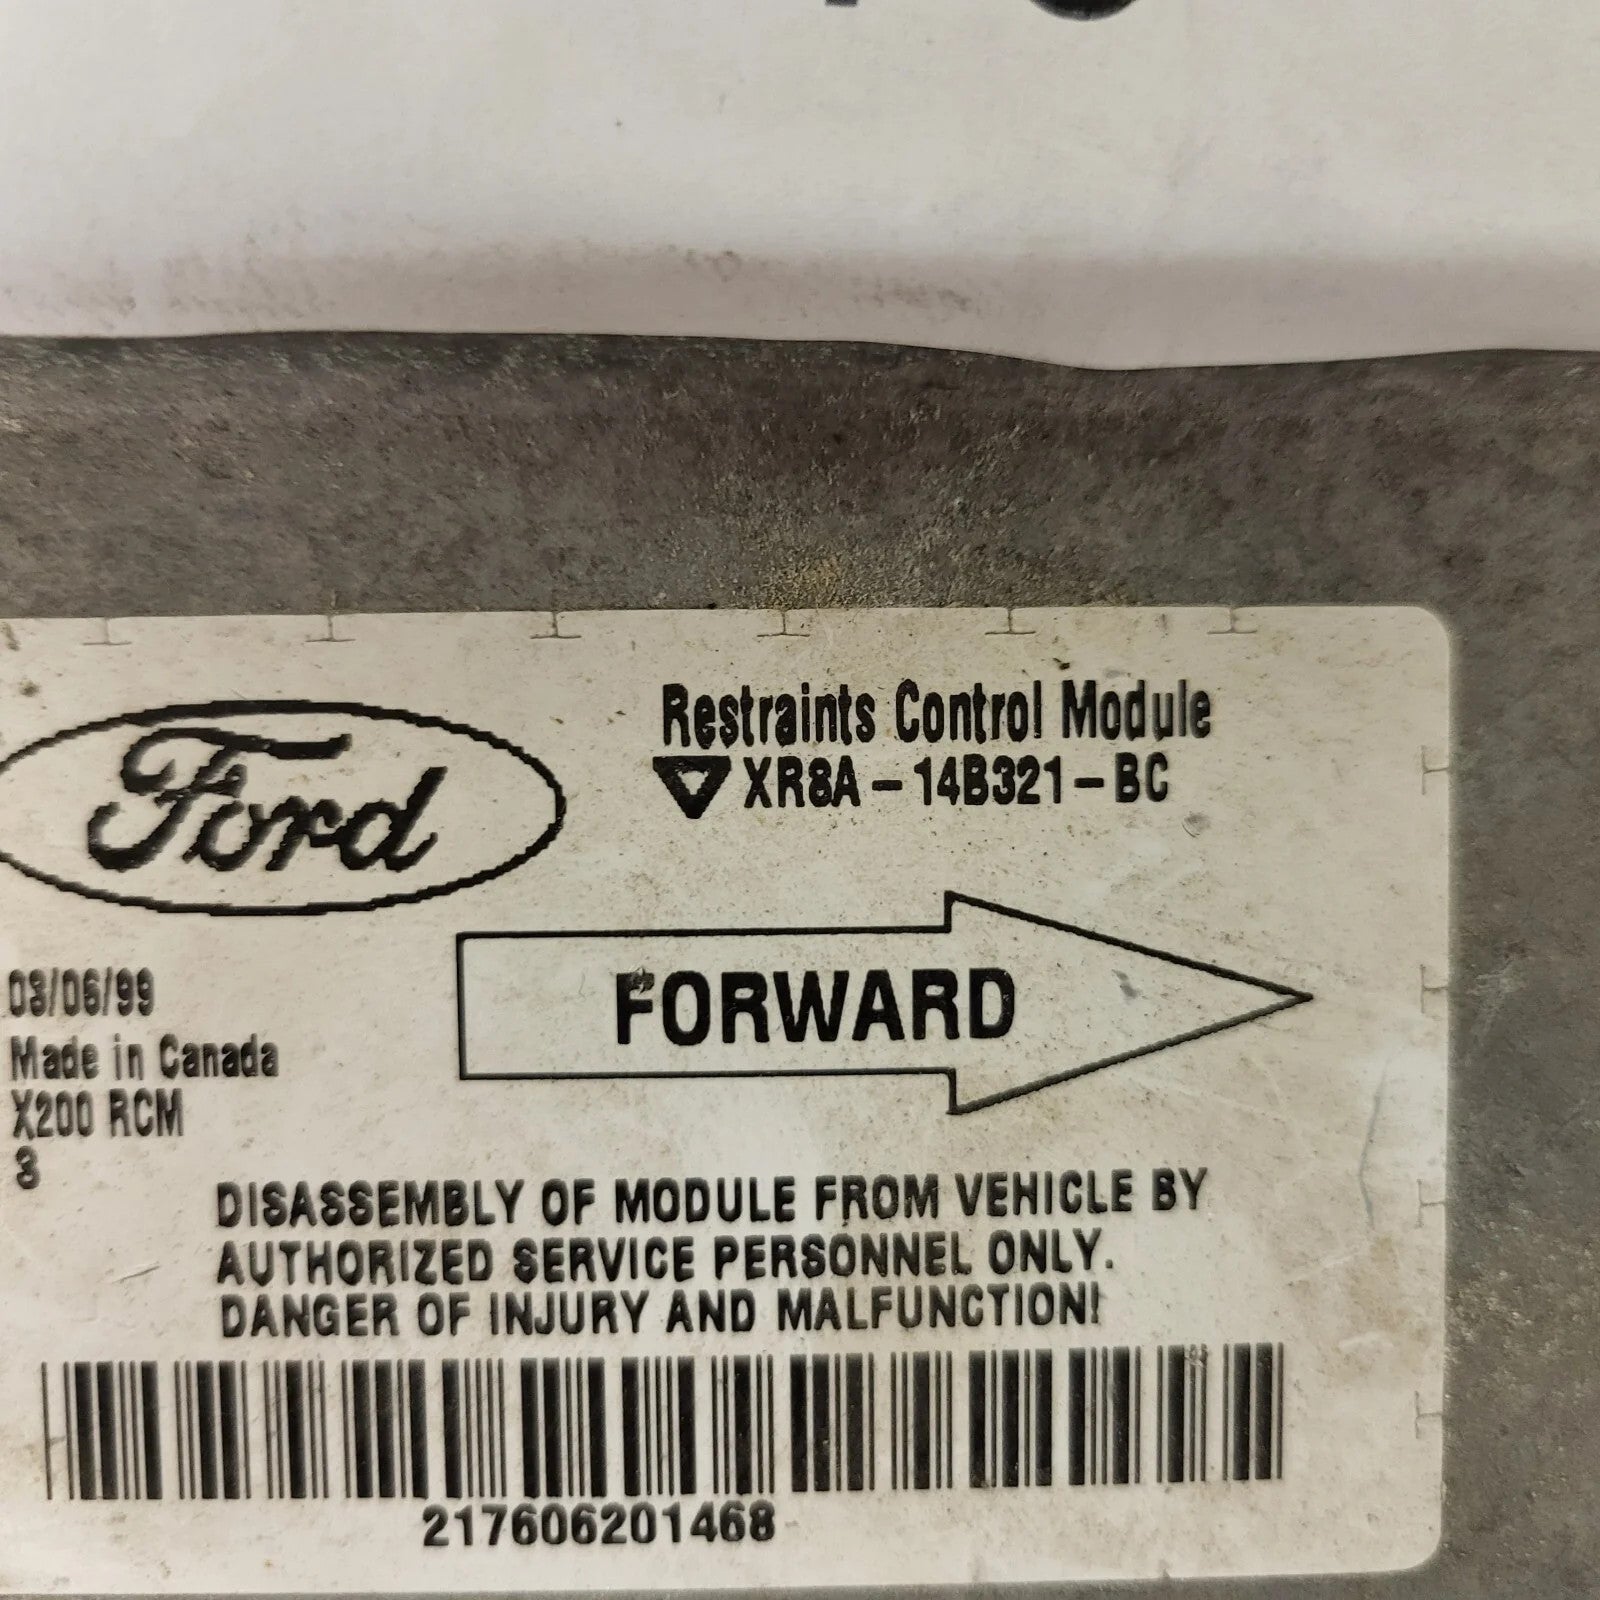 Ford
Restraints Control Module
XR8A-14B321-BC
FORWARD
03/06/99
Made in Canada
X200 RCM
3
DISASSEMBLY OF MODULE FROM VEHICLE BY
AUTHORIZED SERVICE PERSONNEL ONLY.
DANGER OF INJURY AND MALFUNCTION!
217606201468